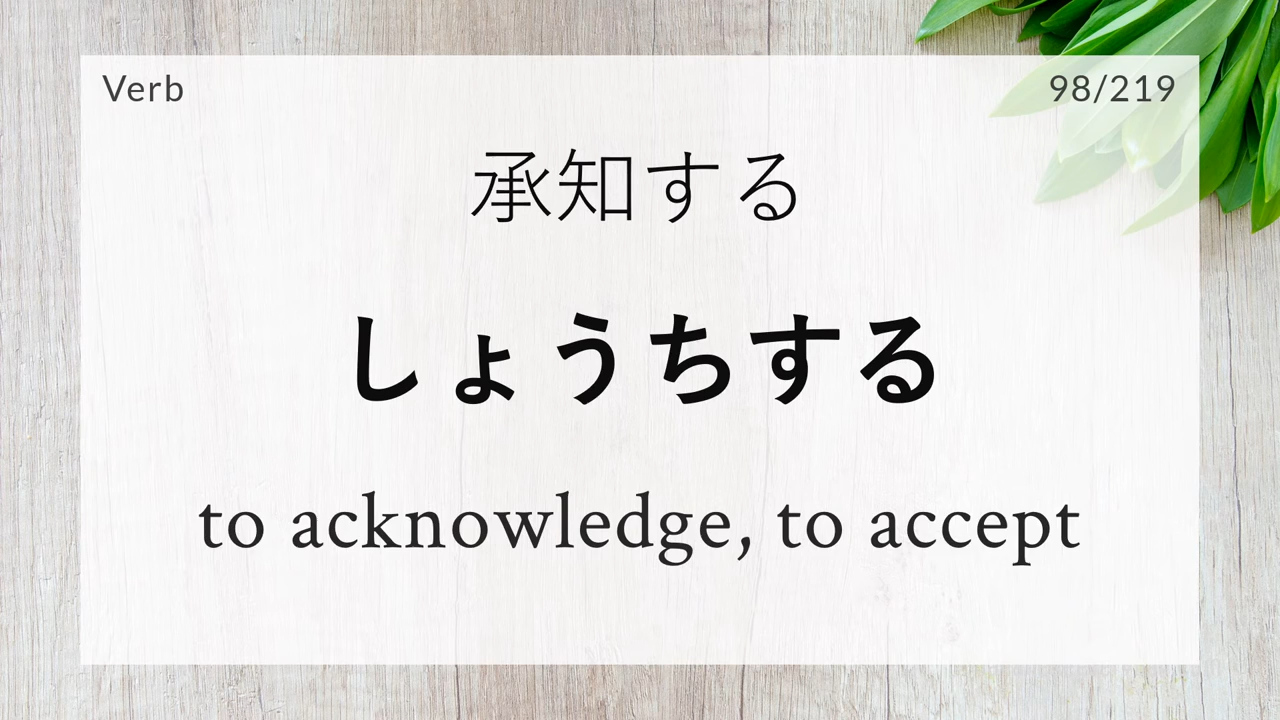 Verb
98/219
承知する
しょうちする
to acknowledge, to accept